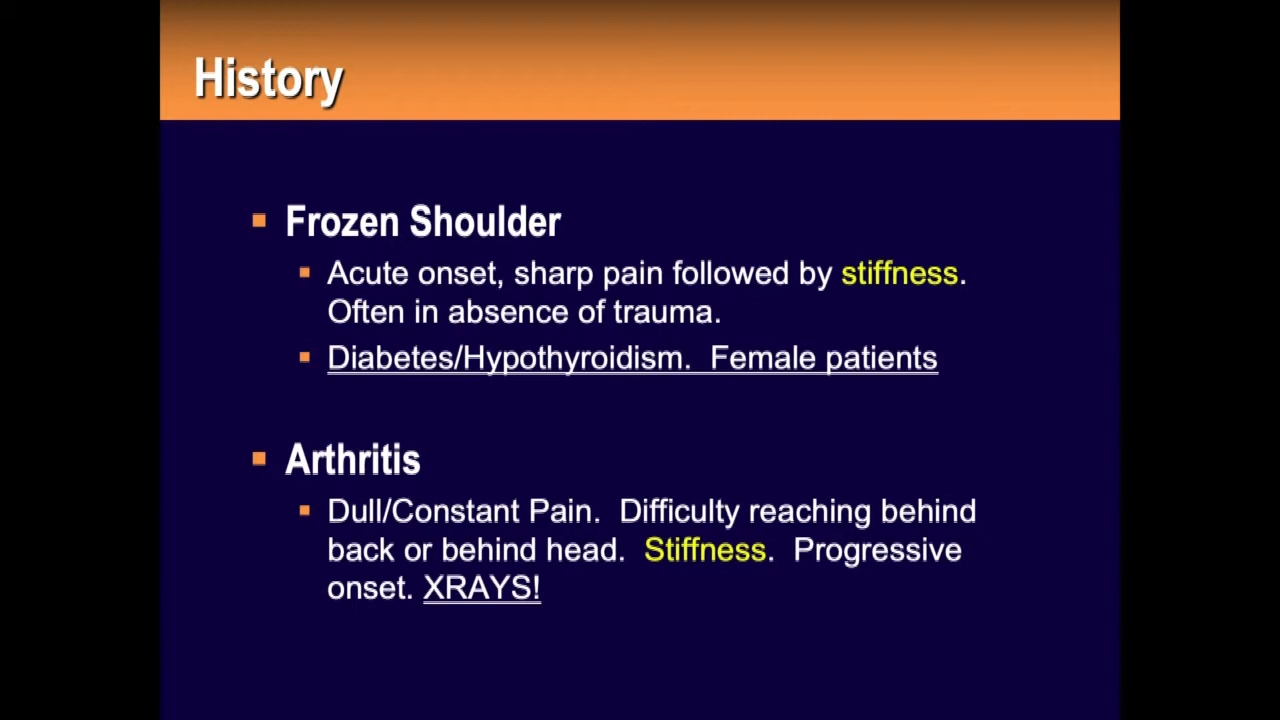 History
Frozen Shoulder
Acute onset, sharp pain followed by stiffness.
Often in absence of trauma.
Diabetes/Hypothyroidism.  Female patients
Arthritis
Dull/Constant Pain.  Difficulty reaching behind
back or behind head.  Stiffness.  Progressive
onset. XRAYS!